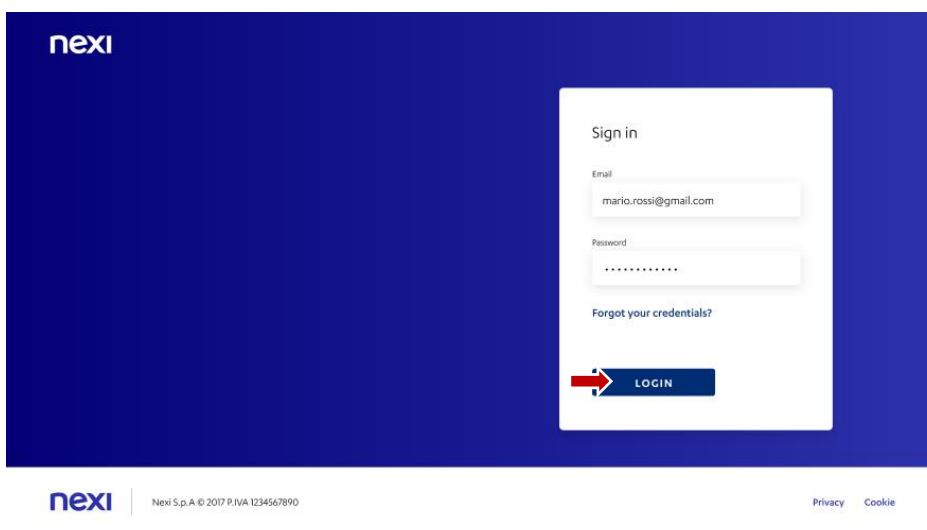 nexi
Sign in
Email
mario.rossi@gmail.com
Password
............
Forgot your credentials?
LOGIN
nexi
Nexi S.p.A © 2017 P.IVA 1234567890
Privacy Cookie